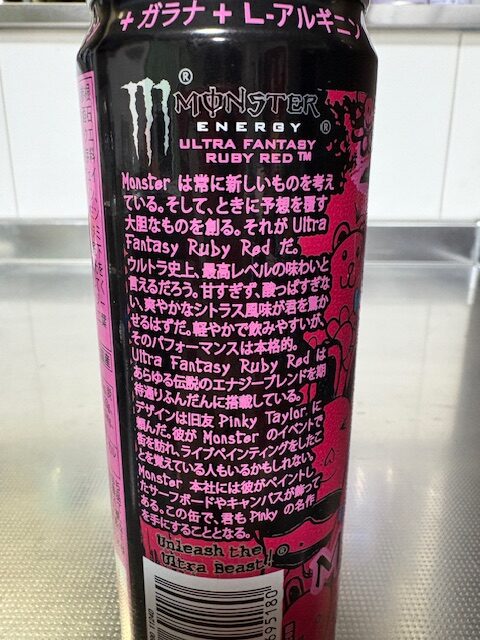 + ガラナ + L-アルギニン
MONSTER
ENERGY
ULTRA FANTASY
RUBY RED™
Monster は常に新しいものを考え
ている。そして、ときに予想を覆す
大胆なものを創る。それが Ultra
Fantasy Ruby Red だ。
ウルトラ史上、最高レベルの味わいと
言えるだろう。甘すぎず、酸っぱすぎな
い、爽やかなシトラス風味が君を驚か
せるはずだ。軽やかで飲みやすいが、
そのパフォーマンスは本格的。
Ultra Fantasy Ruby Red は
あらゆる伝説のエナジーブレンドを期
待通りふんだんに搭載している。
デザインは旧友 Pinky Taylor に
頼んだ。彼が Monster のイベントで
街を訪れ、ライブペインティングをしたこ
とを覚えている人もいるかもしれない。
Monster 本社には彼がペイントし
たサーフボードやキャンバスが飾って
ある。この缶で、君も Pinky の名作
を手にすることとなる。
Unleash the
Ultra Beast!®
695180